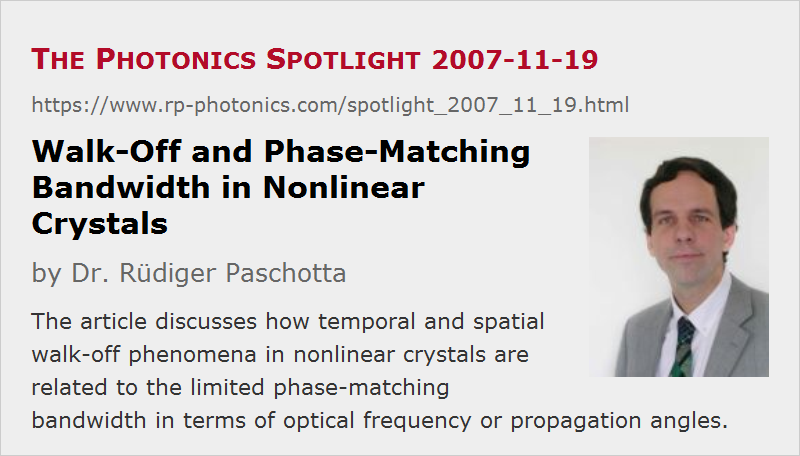 THE PHOTONICS SPOTLIGHT 2007-11-19
https://www.rp-photonics.com/spotlight_2007_11_19.html
Walk-Off and Phase-Matching
Bandwidth in Nonlinear
Crystals
by Dr. Rüdiger Paschotta
The article discusses how temporal and spatial
walk-off phenomena in nonlinear crystals are
related to the limited phase-matching
bandwidth in terms of optical frequency or propagation angles.